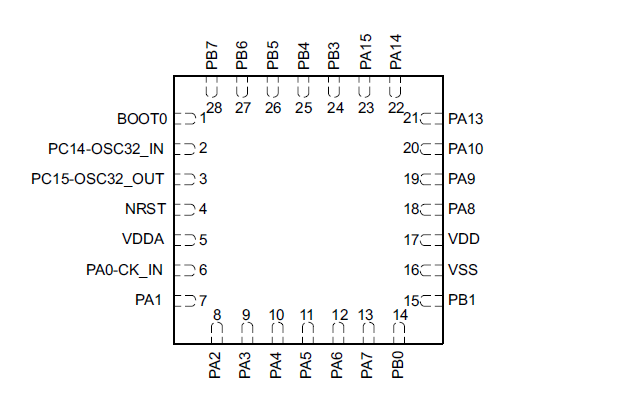 PB7 PB6 PB5 PB4 PB3 PA15 PA14
28 27 26 25 24 23 22
BOOT0 1 21 PA13
PC14-OSC32_IN 2 20 PA10
PC15-OSC32_OUT 3 19 PA9
NRST 4 18 PA8
VDDA 5 17 VDD
PA0-CK_IN 6 16 VSS
PA1 7 15 PB1
8 9 10 11 12 13 14
PA2 PA3 PA4 PA5 PA6 PA7 PB0